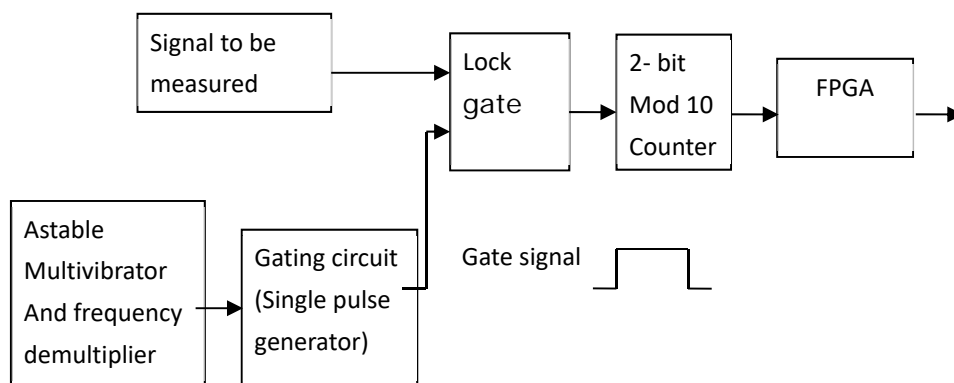 Signal to be
measured
Lock
gate
2- bit
Mod 10
Counter
FPGA
Astable
Multivibrator
And frequency
demultiplier
Gating circuit
(Single pulse
generator)
Gate signal